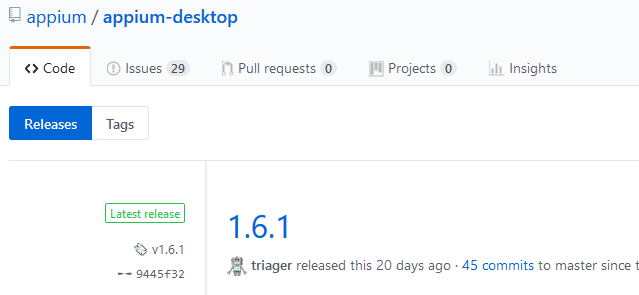 appium / appium-desktop
Code Issues 29 Pull requests 0 Projects 0 Insights
Releases Tags
Latest release
1.6.1
v1.6.1
triager released this 20 days ago · 45 commits to master since
9445f32